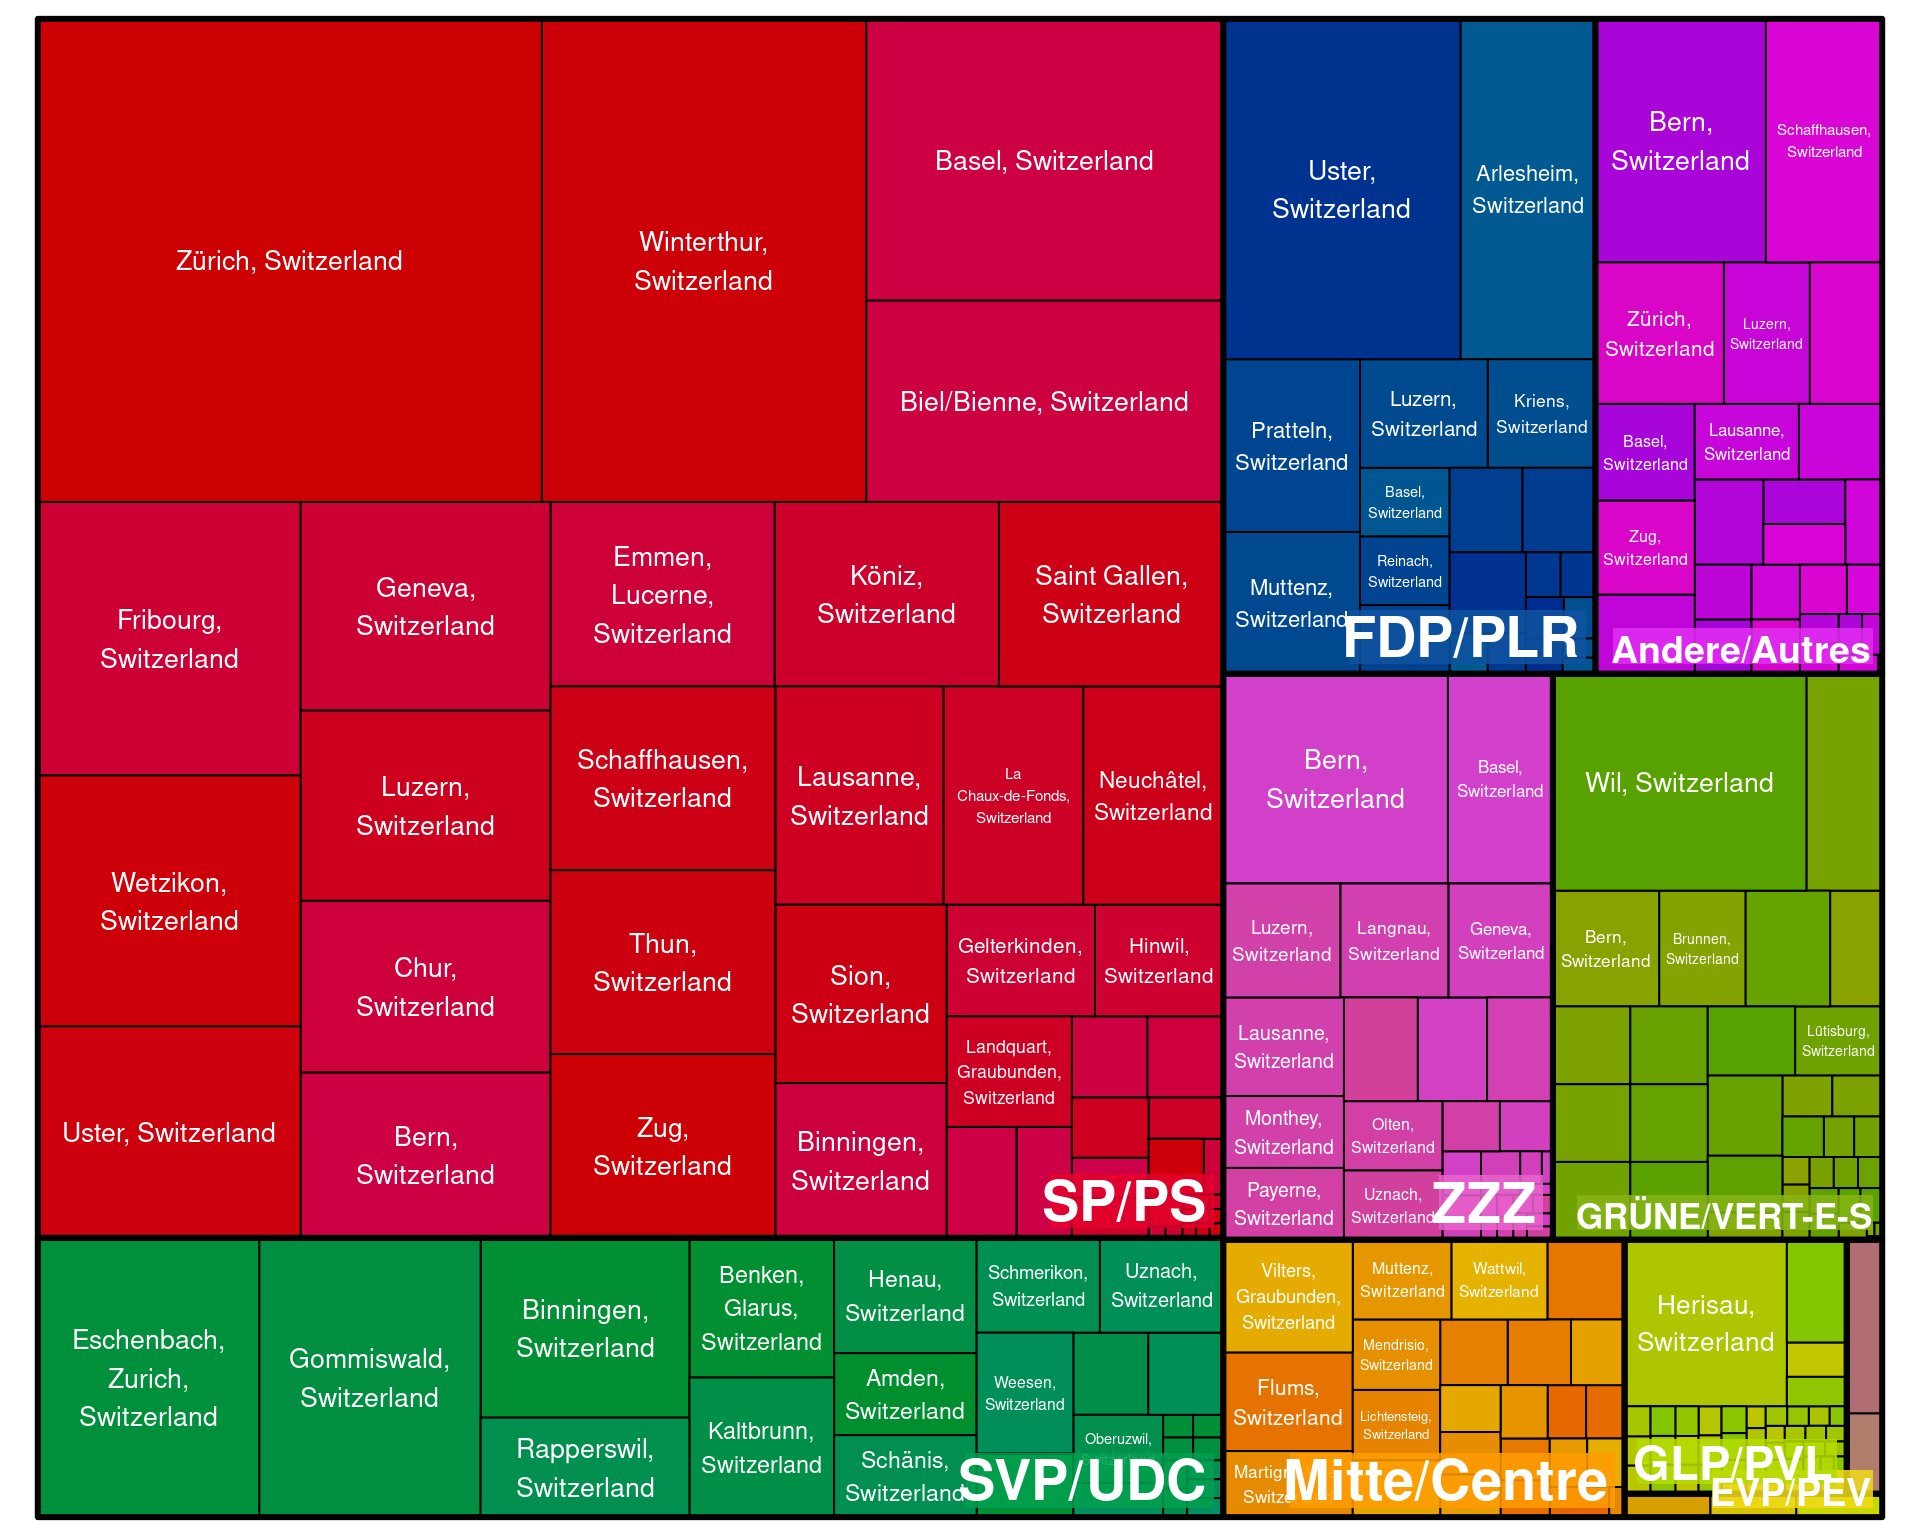 Zürich, Switzerland
Winterthur,
Switzerland
Basel, Switzerland
Biel/Bienne, Switzerland
Fribourg,
Switzerland
Geneva,
Switzerland
Emmen,
Lucerne,
Switzerland
Köniz,
Switzerland
Saint Gallen,
Switzerland
Wetzikon,
Switzerland
Luzern,
Switzerland
Schaffhausen,
Switzerland
Lausanne,
Switzerland
La
Chaux-de-Fonds,
Switzerland
Neuchâtel,
Switzerland
Uster, Switzerland
Chur,
Switzerland
Bern,
Switzerland
Thun,
Switzerland
Zug,
Switzerland
Sion,
Switzerland
Binningen,
Switzerland
Gelterkinden,
Switzerland
Hinwil,
Switzerland
Landquart,
Graubunden,
Switzerland
SP/PS
Uster,
Switzerland
Arlesheim,
Switzerland
Pratteln,
Switzerland
Luzern,
Switzerland
Kriens,
Switzerland
Basel,
Switzerland
Reinach,
Switzerland
Muttenz,
Switzerland
FDP/PLR
Bern,
Switzerland
Schaffhausen,
Switzerland
Zürich,
Switzerland
Luzern,
Switzerland
Basel,
Switzerland
Lausanne,
Switzerland
Zug,
Switzerland
Andere/Autres
Bern,
Switzerland
Basel,
Switzerland
Luzern,
Switzerland
Langnau,
Switzerland
Geneva,
Switzerland
Lausanne,
Switzerland
Monthey,
Switzerland
Olten,
Switzerland
Payerne,
Switzerland
Uznach,
Switzerland
ZZZ
Wil, Switzerland
Bern,
Switzerland
Brunnen,
Switzerland
Lütisburg,
Switzerland
GRÜNE/VERT-E-S
Eschenbach,
Zurich,
Switzerland
Gommiswald,
Switzerland
Binningen,
Switzerland
Rapperswil,
Switzerland
Benken,
Glarus,
Switzerland
Kaltbrunn,
Switzerland
Henau,
Switzerland
Amden,
Switzerland
Schänis,
Switzerland
Schmerikon,
Switzerland
Uznach,
Switzerland
Weesen,
Switzerland
Oberuzwil,
SVP/UDC
Vilters,
Graubunden,
Switzerland
Muttenz,
Switzerland
Wattwil,
Switzerland
Flums,
Switzerland
Mendrisio,
Switzerland
Lichtensteig,
Switzerland
Mitte/Centre
Herisau,
Switzerland
GLP/PVL
EVP/PEV